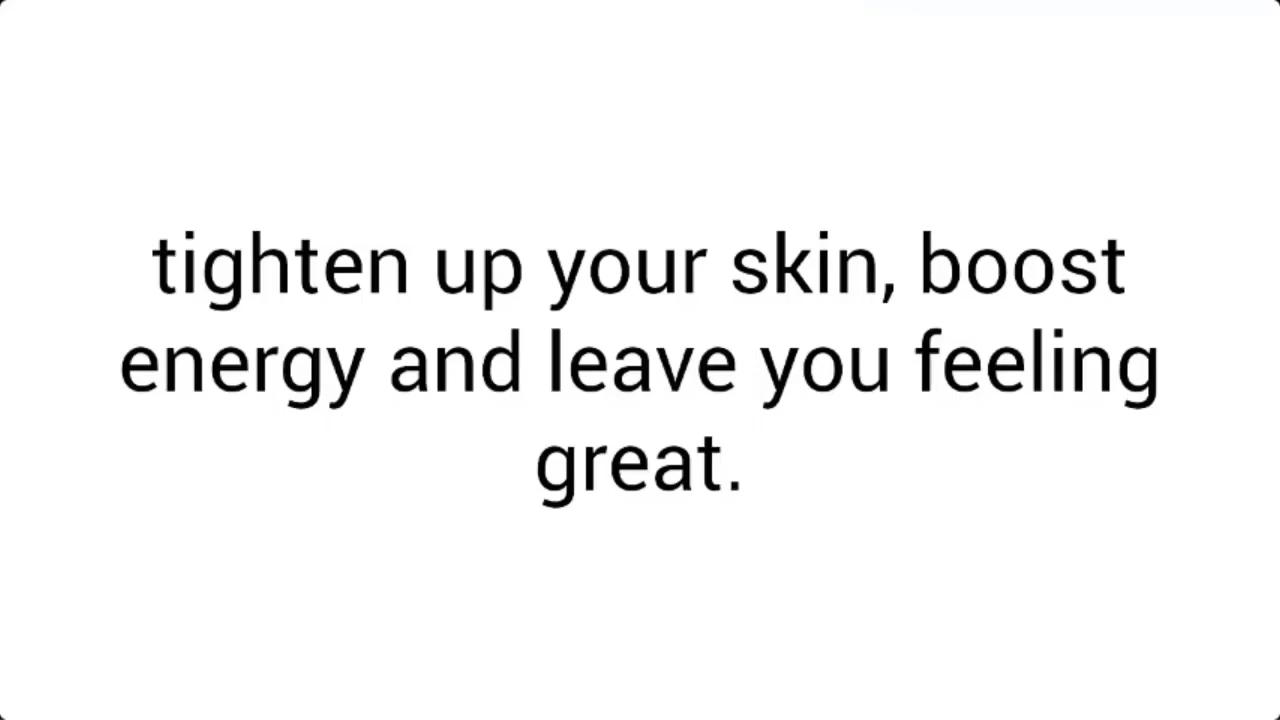 tighten up your skin, boost
energy and leave you feeling
great.